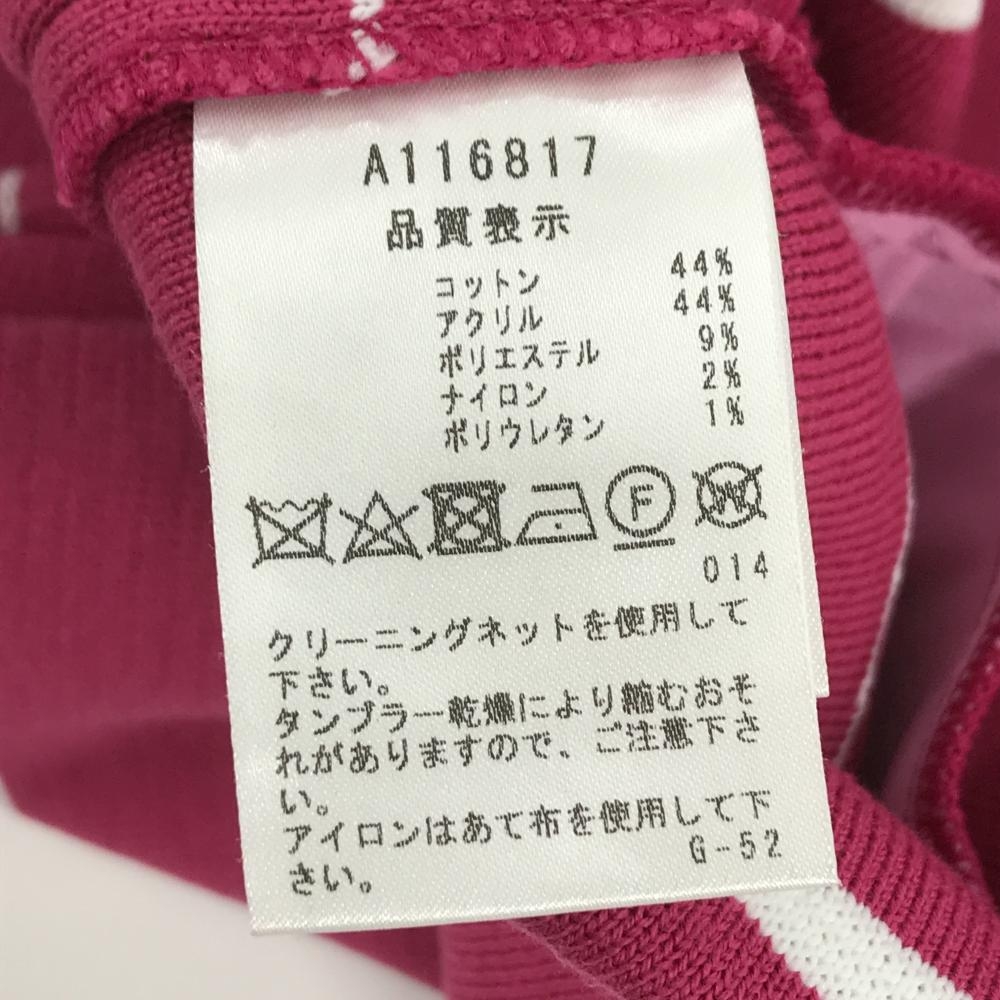 A116817
品質表示
コットン 44%
アクリル 44%
ポリエステル 9%
ナイロン 2%
ポリウレタン 1%
F
W
014
クリーニングネットを使用して
下さい。
タンブラー乾燥により縮むおそ
れがありますので、ご注意下さ
い。
アイロンはあて布を使用して下
さい。
G-52